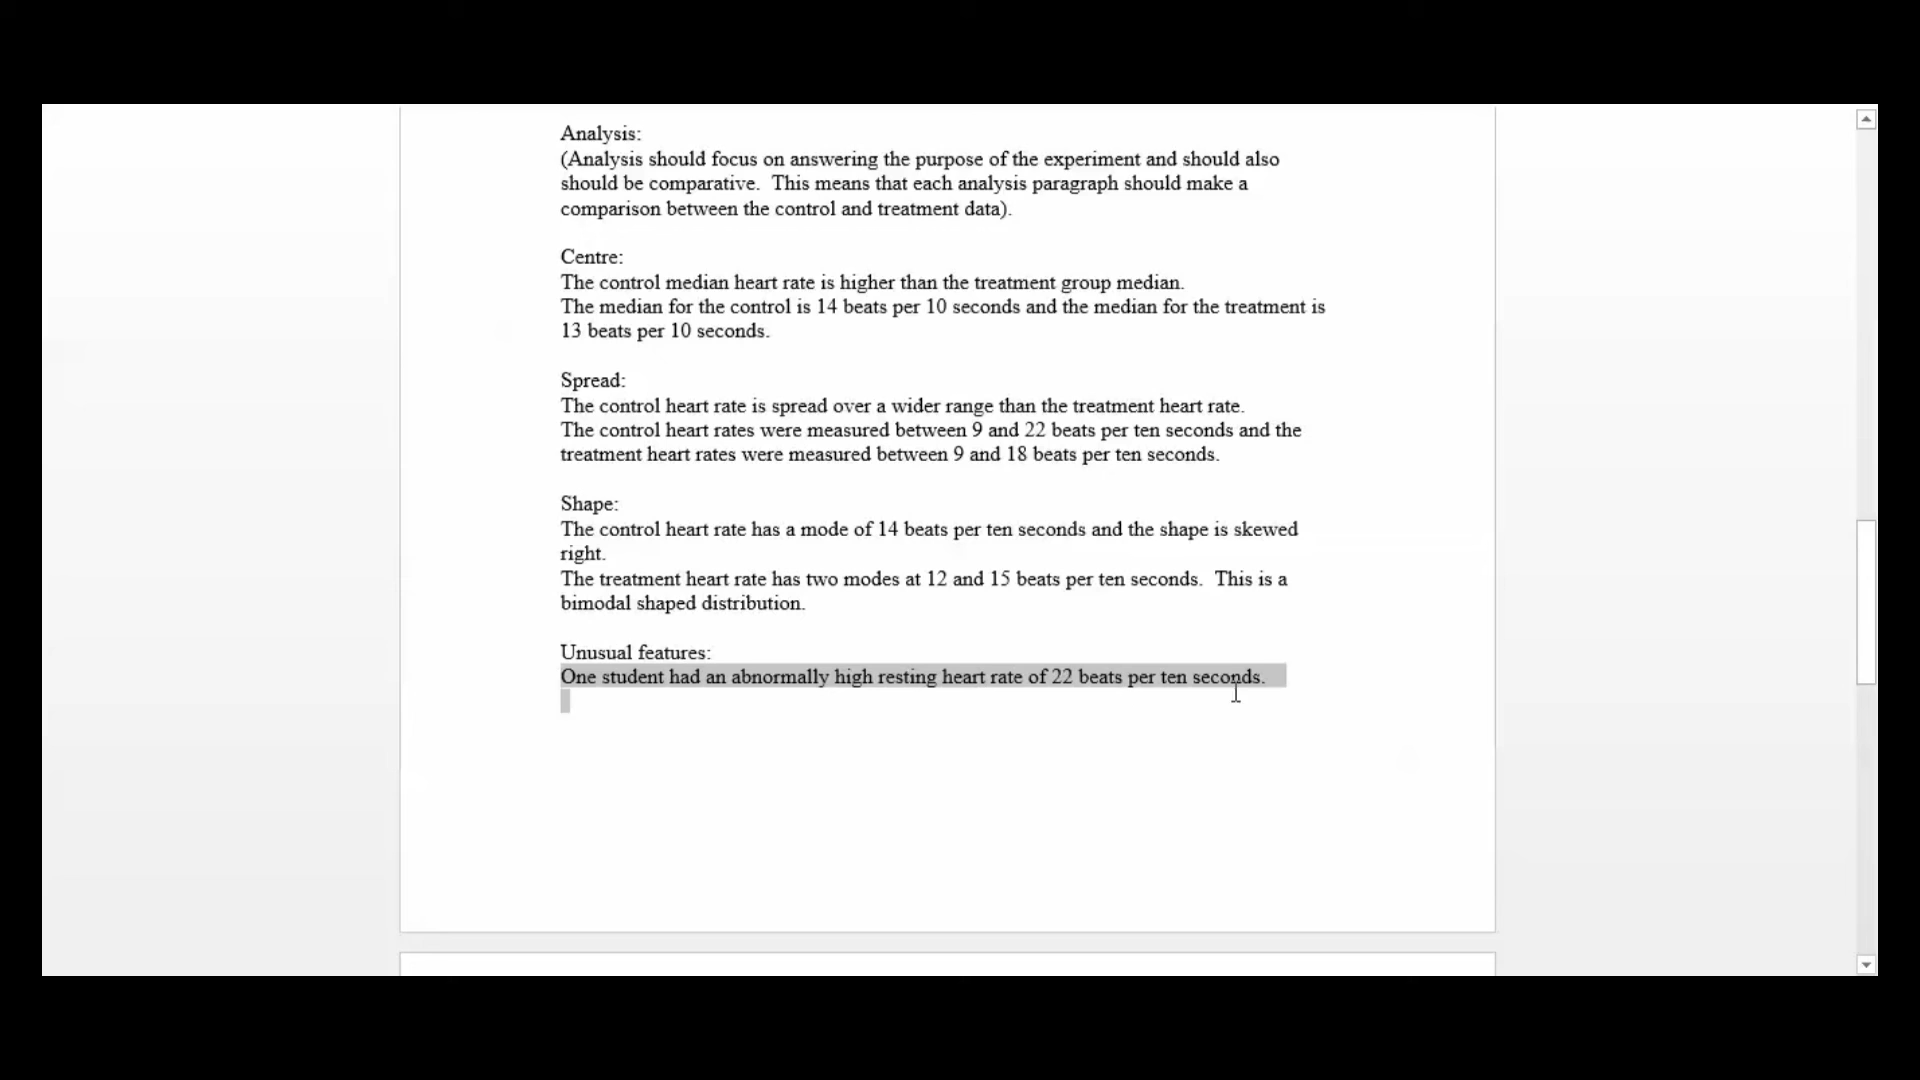 Analysis:
(Analysis should focus on answering the purpose of the experiment and should also
should be comparative.  This means that each analysis paragraph should make a
comparison between the control and treatment data).
Centre:
The control median heart rate is higher than the treatment group median.
The median for the control is 14 beats per 10 seconds and the median for the treatment is
13 beats per 10 seconds.
Spread:
The control heart rate is spread over a wider range than the treatment heart rate.
The control heart rates were measured between 9 and 22 beats per ten seconds and the
treatment heart rates were measured between 9 and 18 beats per ten seconds.
Shape:
The control heart rate has a mode of 14 beats per ten seconds and the shape is skewed
right.
The treatment heart rate has two modes at 12 and 15 beats per ten seconds.  This is a
bimodal shaped distribution.
Unusual features:
One student had an abnormally high resting heart rate of 22 beats per ten seconds.